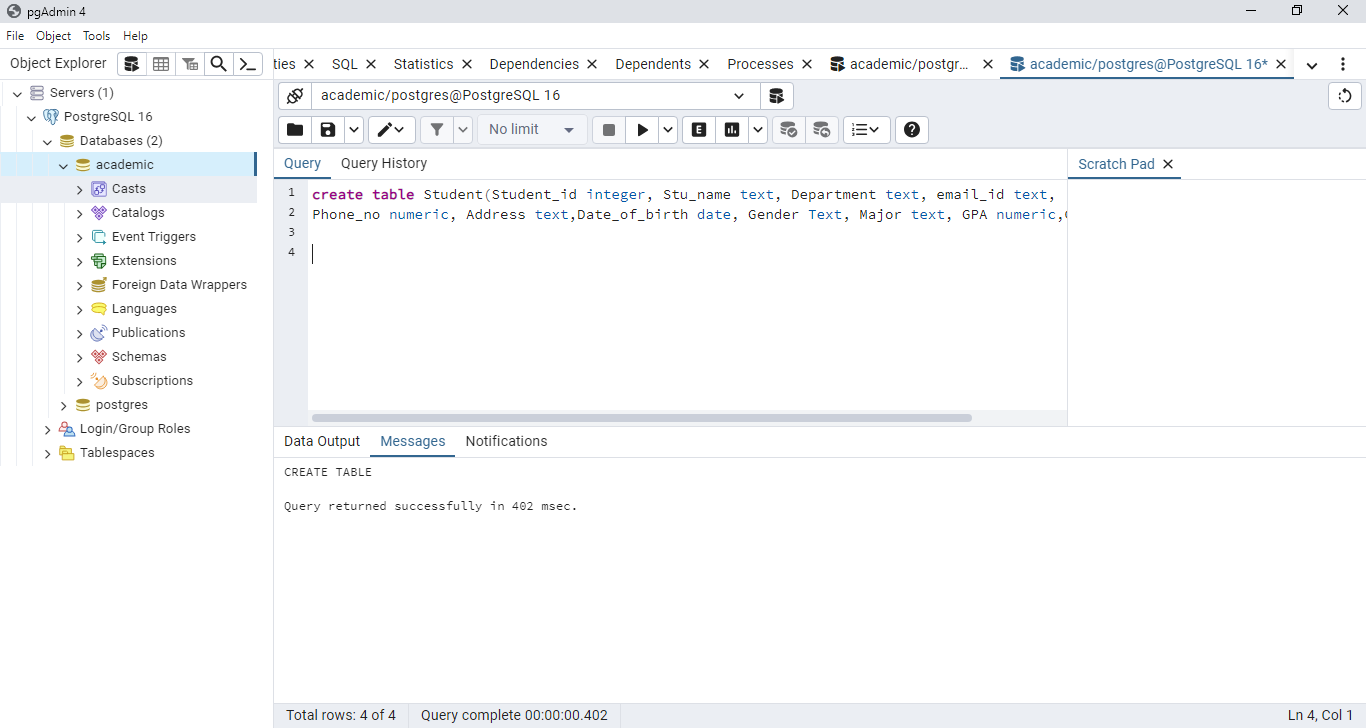 pgAdmin 4
File Object Tools Help
Object Explorer
ties SQL Statistics Dependencies Dependents Processes academic/postgr... academic/postgres@PostgreSQL 16*
Servers (1)
PostgreSQL 16
Databases (2)
academic
Casts
Catalogs
Event Triggers
Extensions
Foreign Data Wrappers
Languages
Publications
Schemas
Subscriptions
postgres
Login/Group Roles
Tablespaces
academic/postgres@PostgreSQL 16
No limit
E
Query Query History
Scratch Pad
1 create table Student(Student_id integer, Stu_name text, Department text, email_id text,
2 Phone_no numeric, Address text,Date_of_birth date, Gender Text, Major text, GPA numeric,
3
4
Data Output Messages Notifications
CREATE TABLE
Query returned successfully in 402 msec.
Total rows: 4 of 4 Query complete 00:00:00.402 Ln 4, Col 1